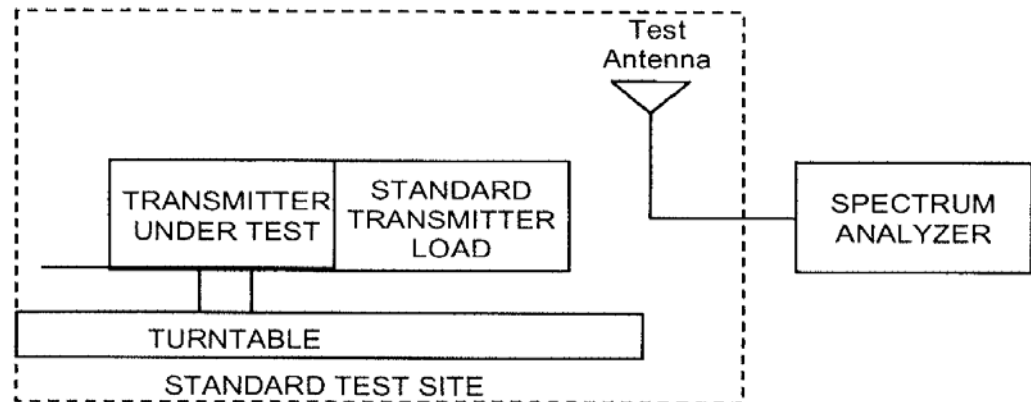 Test
Antenna
TRANSMITTER
UNDER TEST
STANDARD
TRANSMITTER
LOAD
SPECTRUM
ANALYZER
TURNTABLE
STANDARD TEST SITE